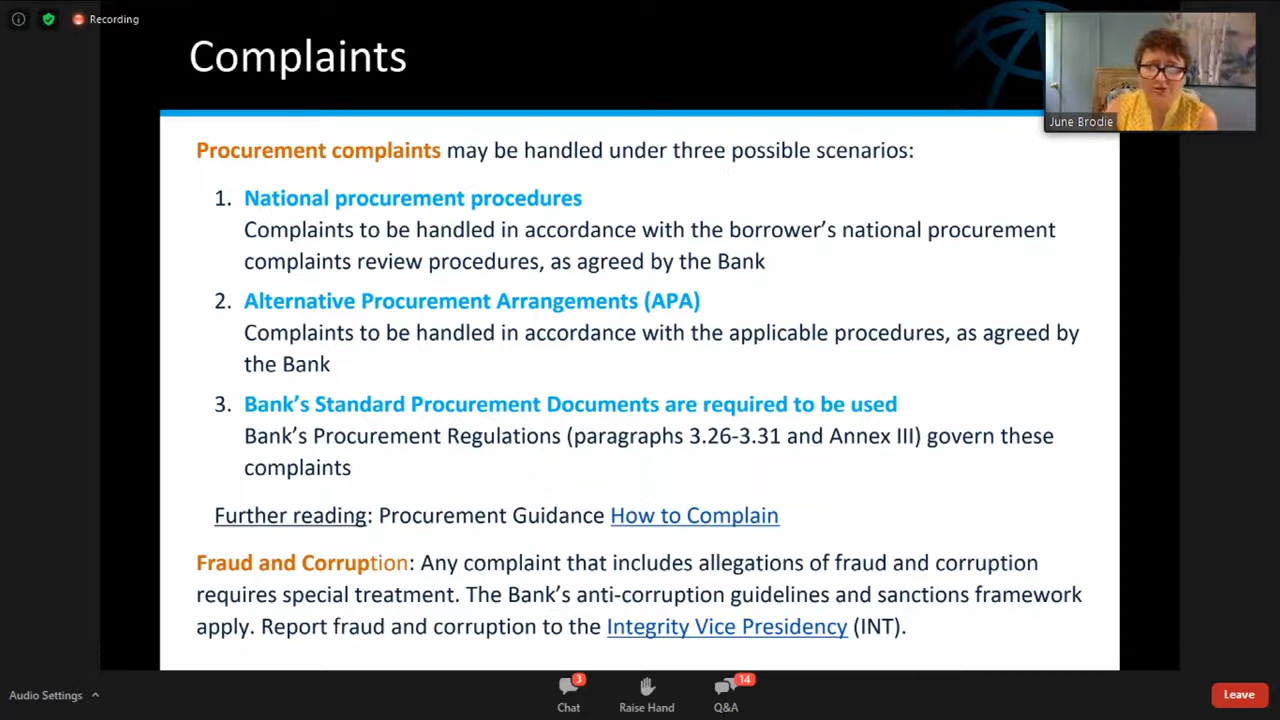 Recording
Complaints
June Brodie
Procurement complaints may be handled under three possible scenarios:
1. National procurement procedures
Complaints to be handled in accordance with the borrower’s national procurement
complaints review procedures, as agreed by the Bank
2. Alternative Procurement Arrangements (APA)
Complaints to be handled in accordance with the applicable procedures, as agreed by
the Bank
3. Bank’s Standard Procurement Documents are required to be used
Bank’s Procurement Regulations (paragraphs 3.26-3.31 and Annex III) govern these
complaints
Further reading: Procurement Guidance How to Complain
Fraud and Corruption: Any complaint that includes allegations of fraud and corruption
requires special treatment. The Bank’s anti-corruption guidelines and sanctions framework
apply. Report fraud and corruption to the Integrity Vice Presidency (INT).
Audio Settings
3
Chat
Raise Hand
14
Q&A
Leave